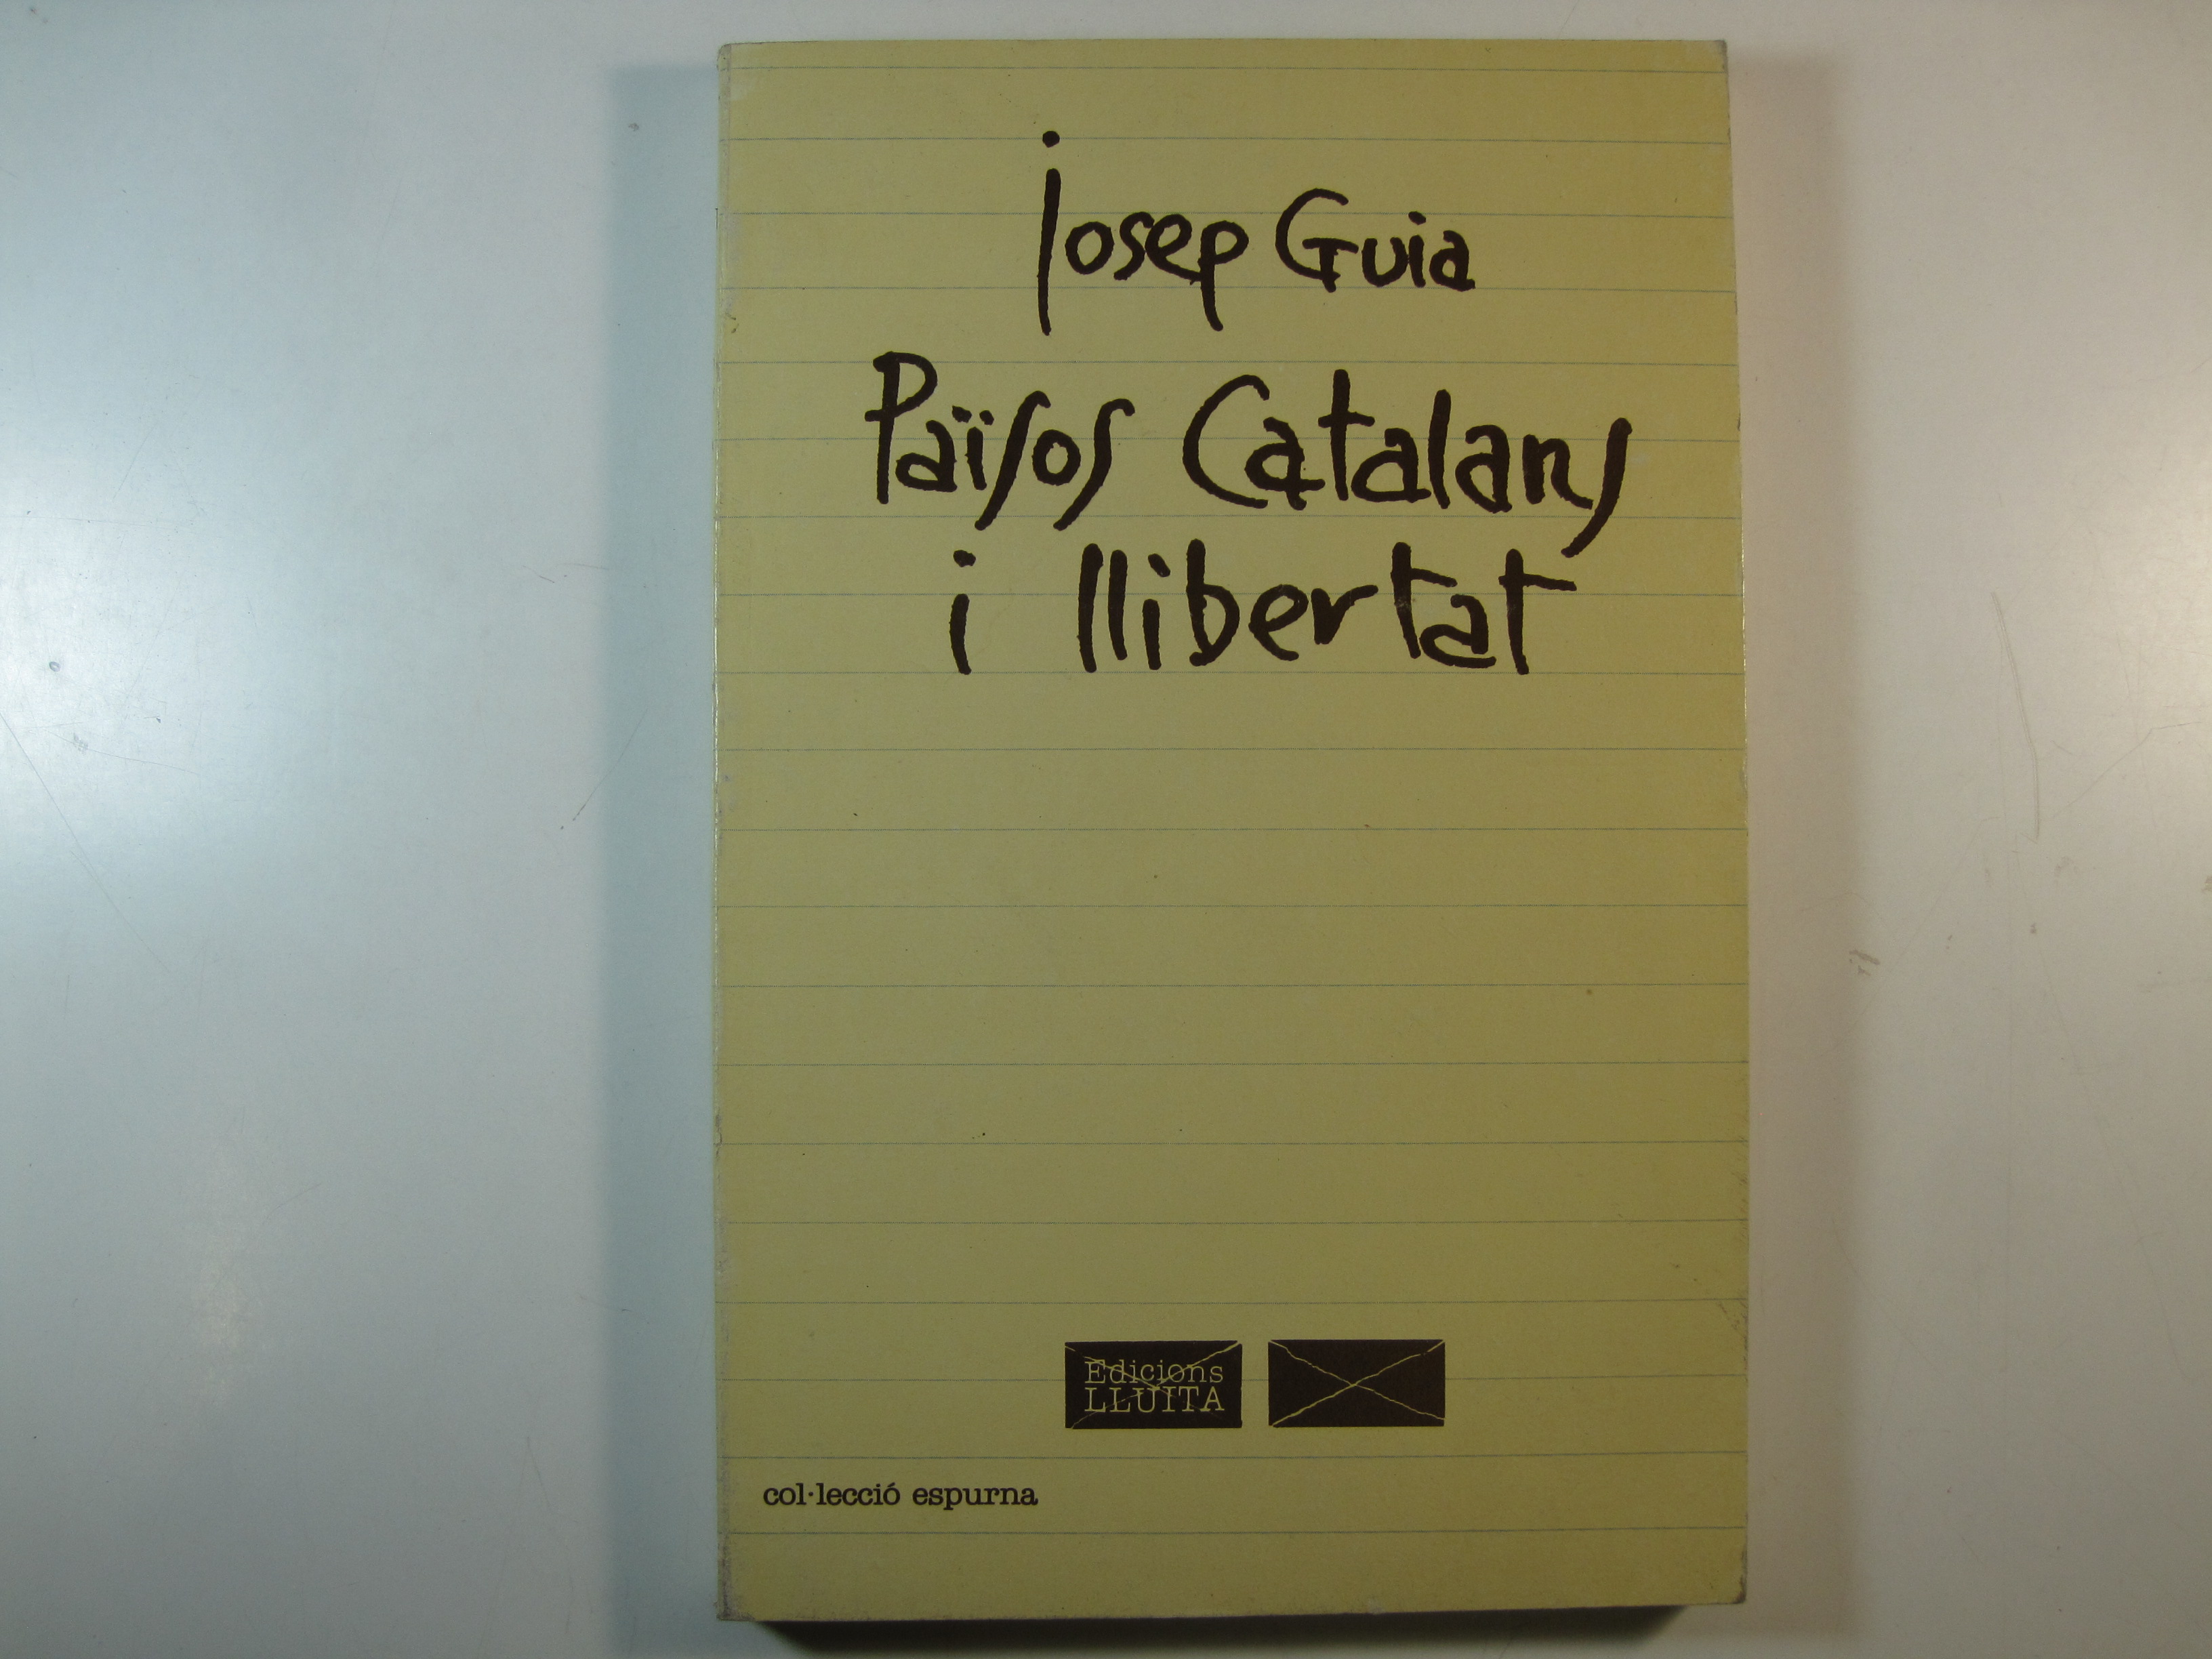 Josep Guia
Països Catalans
i llibertat
Edicions
LLUITA
col·lecció espurna